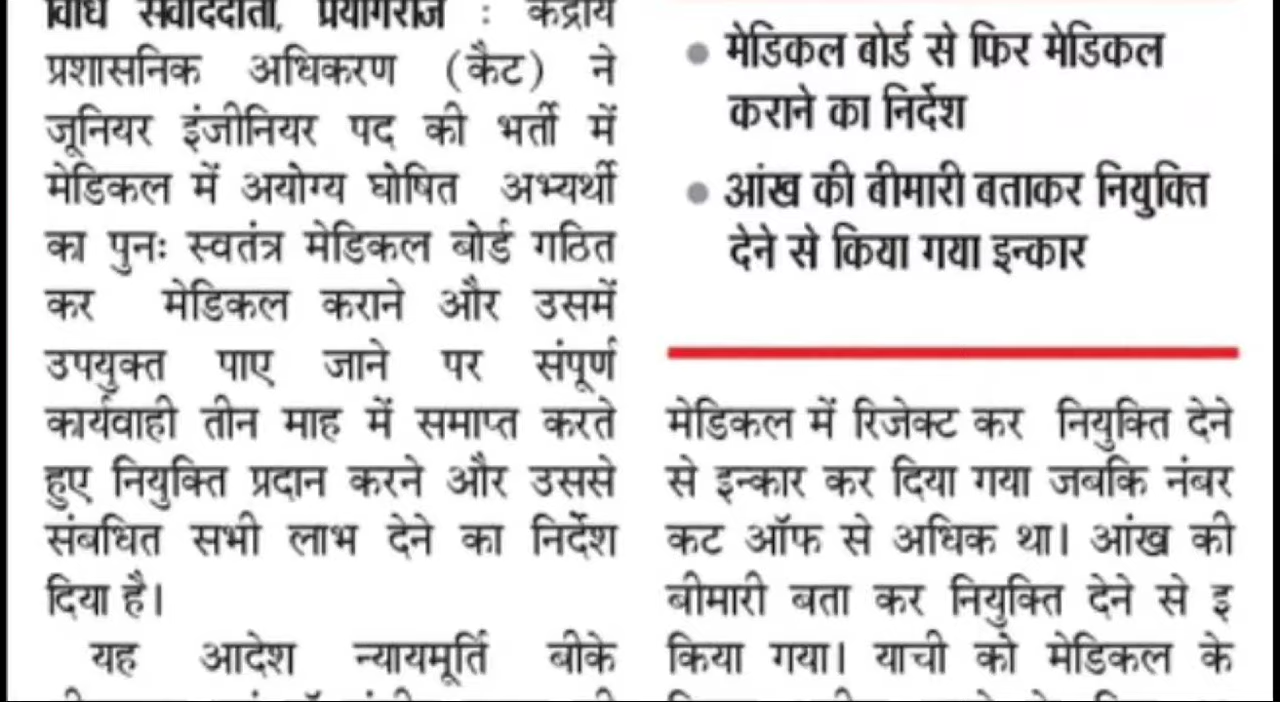 विधि संवाददाता, प्रयागराज : केंद्रीय
प्रशासनिक अधिकरण (कैट) ने
जूनियर इंजीनियर पद की भर्ती में
मेडिकल में अयोग्य घोषित अभ्यर्थी
का पुनः स्वतंत्र मेडिकल बोर्ड गठित
कर मेडिकल कराने और उसमें
उपयुक्त पाए जाने पर संपूर्ण
कार्यवाही तीन माह में समाप्त करते
हुए नियुक्ति प्रदान करने और उससे
संबधित सभी लाभ देने का निर्देश
दिया है।
यह आदेश न्यायमूर्ति बीके
• मेडिकल बोर्ड से फिर मेडिकल
कराने का निर्देश
• आंख की बीमारी बताकर नियुक्ति
देने से किया गया इन्कार
मेडिकल में रिजेक्ट कर नियुक्ति देने
से इन्कार कर दिया गया जबकि नंबर
कट ऑफ से अधिक था। आंख की
बीमारी बता कर नियुक्ति देने से इ
किया गया। याची को मेडिकल के